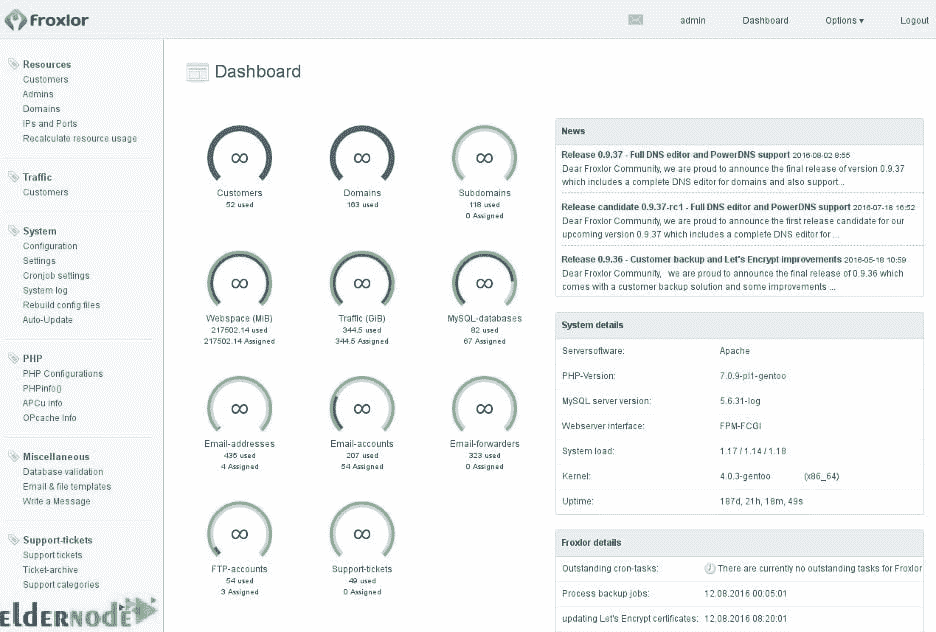 froxlor
admin
Dashboard
Options ▾
Logout
Resources
Customers
Admins
Domains
IPs and Ports
Recalculate resource usage
Traffic
Customers
System
Configuration
Settings
Cronjob settings
System log
Rebuild config files
Auto-Update
PHP
PHP Configurations
PHPinfo()
APCu info
OPcache Info
Miscellaneous
Database validation
Email & file templates
Write a Message
Support-tickets
Support tickets
Ticket-archive
Support categories
ELDERNODE
Dashboard
∞
Customers
52 used
∞
Domains
163 used
∞
Subdomains
118 used
0 Assigned
∞
Webspace (MiB)
217502.14 used
217502.14 Assigned
∞
Traffic (GiB)
344.5 used
344.5 Assigned
∞
MySQL-databases
82 used
67 Assigned
∞
Email-addresses
436 used
4 Assigned
∞
Email-accounts
207 used
54 Assigned
∞
Email-forwarders
323 used
0 Assigned
∞
FTP-accounts
54 used
3 Assigned
∞
Support-tickets
49 used
0 Assigned
News
Release 0.9.37 - Full DNS editor and PowerDNS support 2016-08-02 8:55
Dear Froxlor Community, we are proud to announce the final release of version 0.9.37
which includes a complete DNS editor for domains and also support...
Release candidate 0.9.37-rc1 - Full DNS editor and PowerDNS support 2016-07-18 16:52
Dear Froxlor Community, we are proud to announce the first release candidate for our
upcoming version 0.9.37 which includes a complete DNS editor for ...
Release 0.9.36 - Customer backup and Let's Encrypt improvements 2016-05-18 10:59
Dear Froxlor Community, we are proud to announce the final release of 0.9.36 which
comes with a customer backup solution and some improvements ...
System details
Serversoftware: Apache
PHP-Version: 7.0.9-pl1-gentoo
MySQL server version: 5.6.31-log
Webserver interface: FPM-FCGI
System load: 1.17 / 1.14 / 1.18
Kernel: 4.0.3-gentoo (x86_64)
Uptime: 187d, 21h, 18m, 49s
Froxlor details
Outstanding cron-tasks: There are currently no outstanding tasks for Froxlor
Process backup jobs: 12.08.2016 00:05:01
updating Let's Encrypt certificates: 12.08.2016 08:20:01